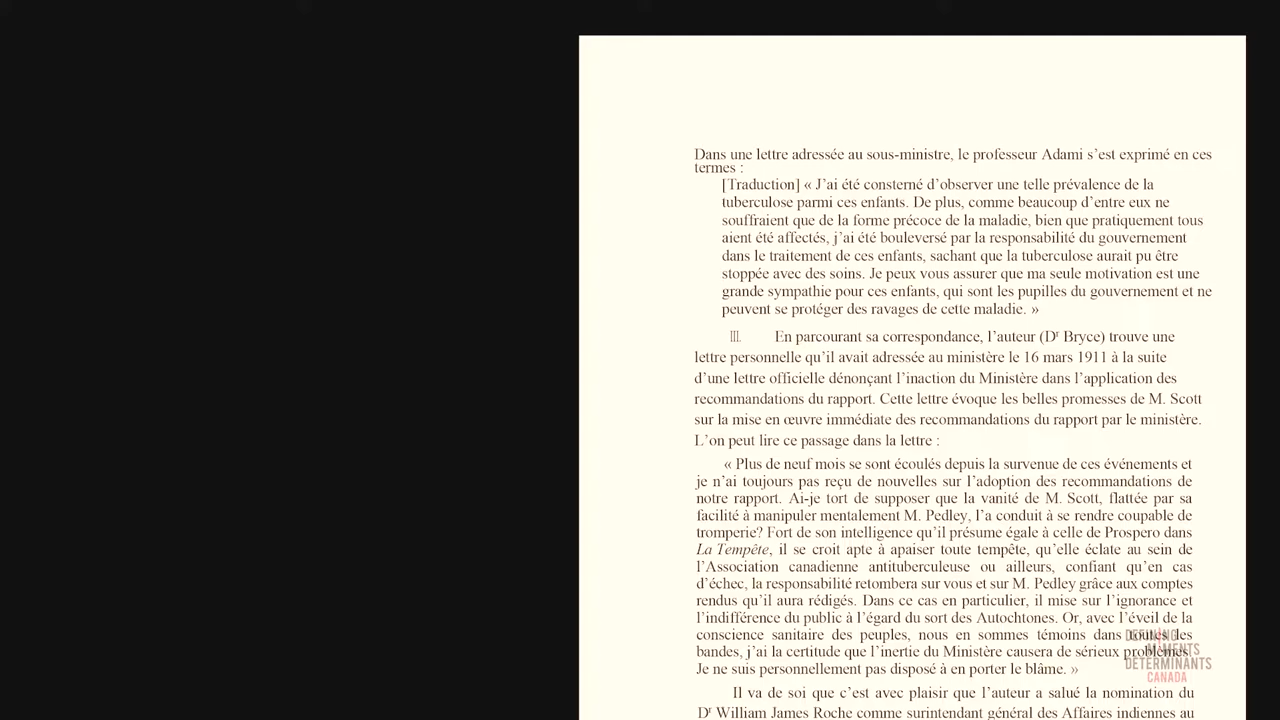 Dans une lettre adressée au sous-ministre, le professeur Adami s’est exprimé en ces
termes :
[Traduction] « J’ai été consterné d’observer une telle prévalence de la
tuberculose parmi ces enfants. De plus, comme beaucoup d’entre eux ne
souffraient que de la forme précoce de la maladie, bien que pratiquement tous
aient été affectés, j’ai été bouleversé par la responsabilité du gouvernement
dans le traitement de ces enfants, sachant que la tuberculose aurait pu être
stoppée avec des soins. Je peux vous assurer que ma seule motivation est une
grande sympathie pour ces enfants, qui sont les pupilles du gouvernement et ne
peuvent se protéger des ravages de cette maladie. »
III. En parcourant sa correspondance, l’auteur (Dr Bryce) trouve une
lettre personnelle qu’il avait adressée au ministère le 16 mars 1911 à la suite
d’une lettre officielle dénonçant l’inaction du Ministère dans l’application des
recommandations du rapport. Cette lettre évoque les belles promesses de M. Scott
sur la mise en œuvre immédiate des recommandations du rapport par le ministère.
L’on peut lire ce passage dans la lettre :
« Plus de neuf mois se sont écoulés depuis la survenue de ces événements et
je n’ai toujours pas reçu de nouvelles sur l’adoption des recommandations de
notre rapport. Ai-je tort de supposer que la vanité de M. Scott, flattée par sa
facilité à manipuler mentalement M. Pedley, l’a conduit à se rendre coupable de
tromperie? Fort de son intelligence qu’il présume égale à celle de Prospero dans
La Tempête, il se croit apte à apaiser toute tempête, qu’elle éclate au sein de
l’Association canadienne antituberculeuse ou ailleurs, confiant qu’en cas
d’échec, la responsabilité retombera sur vous et sur M. Pedley grâce aux comptes
rendus qu’il aura rédigés. Dans ce cas en particulier, il mise sur l’ignorance et
l’indifférence du public à l’égard du sort des Autochtones. Or, avec l’éveil de la
conscience sanitaire des peuples, nous en sommes témoins dans toutes les
bandes, j’ai la certitude que l’inertie du Ministère causera de sérieux problèmes.
Je ne suis personnellement pas disposé à en porter le blâme. »
Il va de soi que c’est avec plaisir que l’auteur a salué la nomination du
Dr William James Roche comme surintendant général des Affaires indiennes au
DEFINING
MOMENTS
DETERMINANTS
CANADA